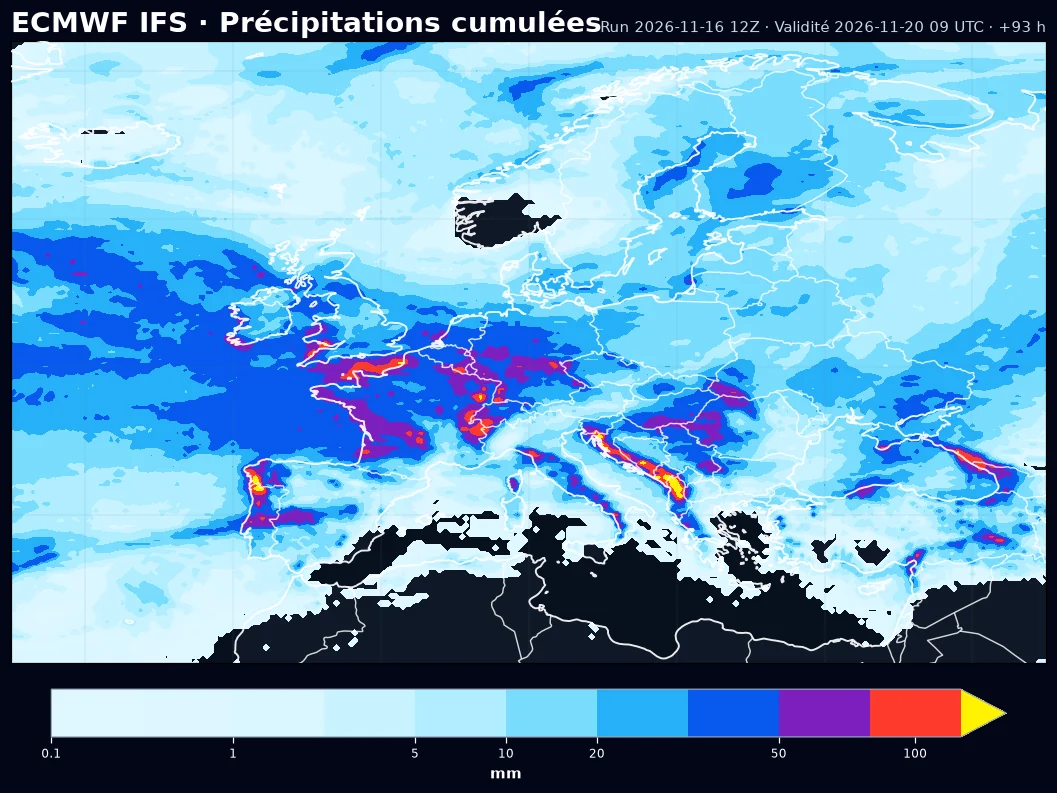 ECMWF IFS · Précipitations cumulées Run 2026-11-16 12Z · Validité 2026-11-20 09 UTC · +93 h
0.1 1 5 10 20 50 100
mm